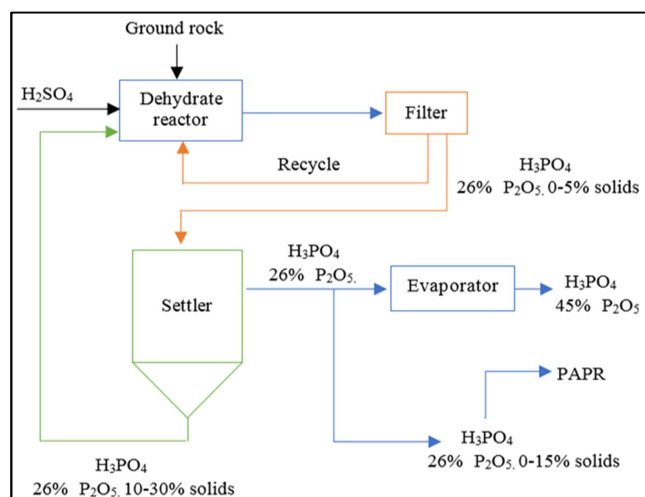 Ground rock
H₂SO₄
Dehydrate
reactor
Filter
Recycle
H₃PO₄
26% P₂O₅, 0-5% solids
Settler
H₃PO₄
26% P₂O₅,
Evaporator
H₃PO₄
45% P₂O₅
PAPR
H₃PO₄
26% P₂O₅, 0-15% solids
H₃PO₄
26% P₂O₅, 10-30% solids